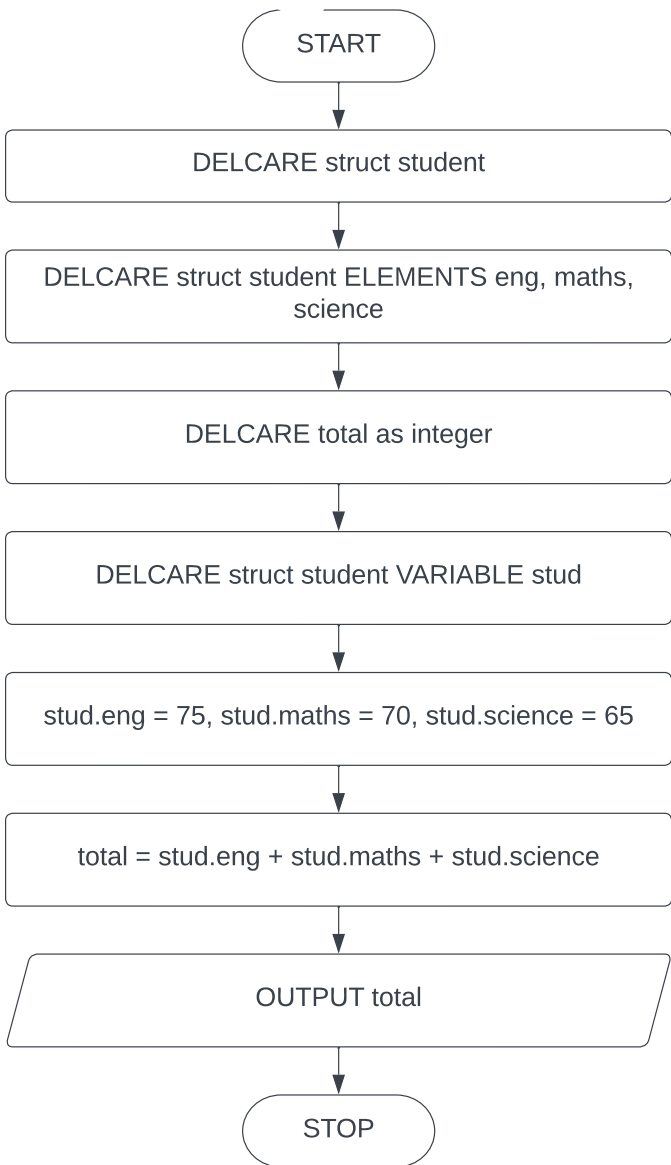 START
DELCARE struct student
DELCARE struct student ELEMENTS eng, maths,
science
DELCARE total as integer
DELCARE struct student VARIABLE stud
stud.eng = 75, stud.maths = 70, stud.science = 65
total = stud.eng + stud.maths + stud.science
OUTPUT total
STOP